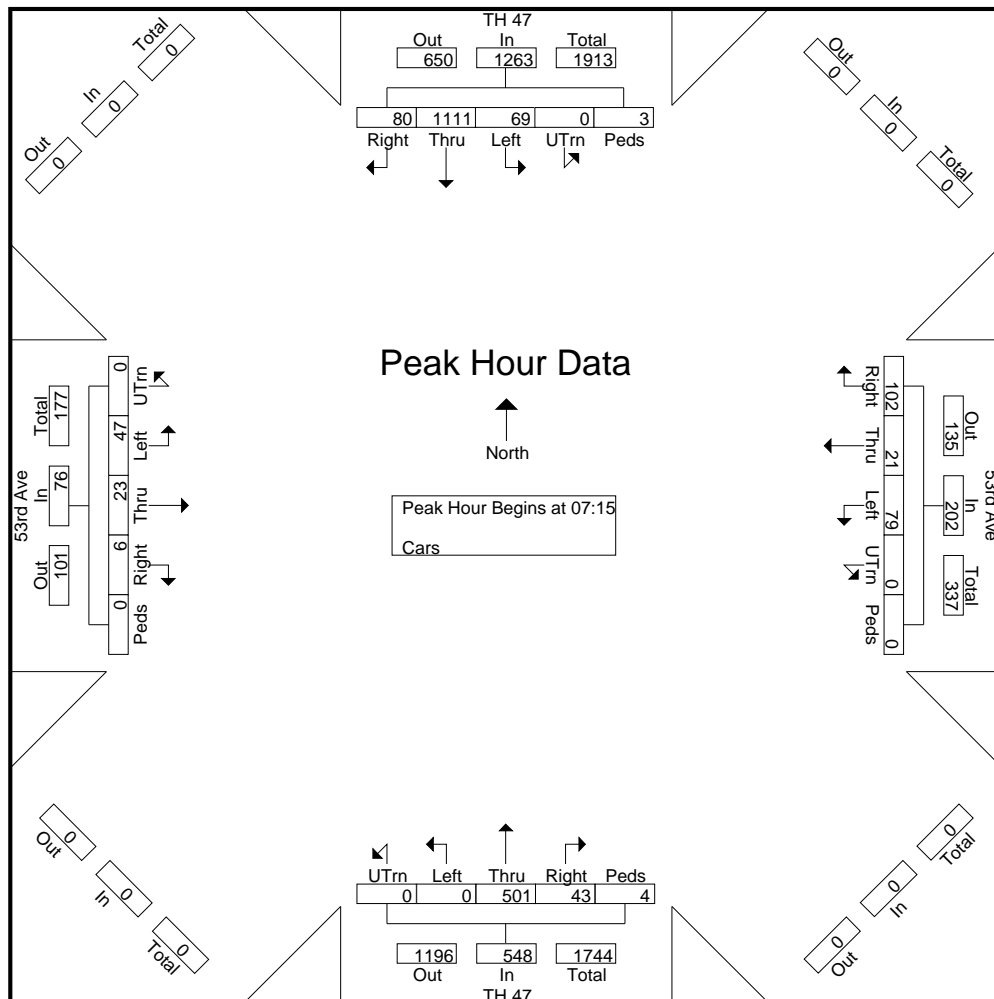 TH 47
Out In Total
650 1263 1913
80 1111 69 0 3
Right Thru Left UTrn Peds
Total
0
In
0
Out
0
Out
0
In
0
Total
0
53rd Ave
Total In Out
177 76 101
0 47 23 6 0
UTrn Left Thru Right Peds
Peak Hour Data
North
Peak Hour Begins at 07:15
Cars
Right Thru Left UTrn Peds
102 21 79 0 0
Out In Total
135 202 337
53rd Ave
0
Out
0
In
0
Total
UTrn Left Thru Right Peds
0 0 501 43 4
1196 548 1744
Out In Total
TH 47
0
Total
0
In
0
Out